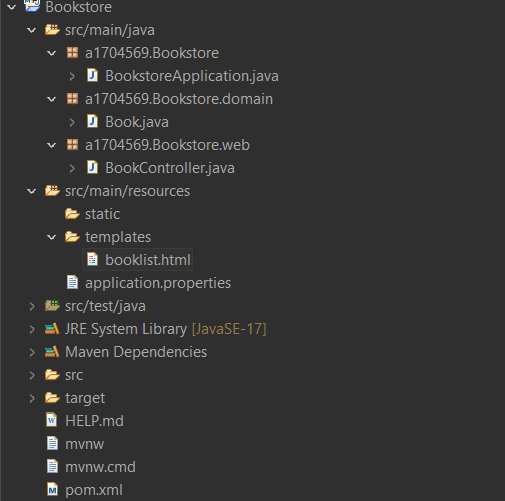 Bookstore
src/main/java
a1704569.Bookstore
BookstoreApplication.java
a1704569.Bookstore.domain
Book.java
a1704569.Bookstore.web
BookController.java
src/main/resources
static
templates
booklist.html
application.properties
src/test/java
JRE System Library [JavaSE-17]
Maven Dependencies
src
target
HELP.md
mvnw
mvnw.cmd
pom.xml